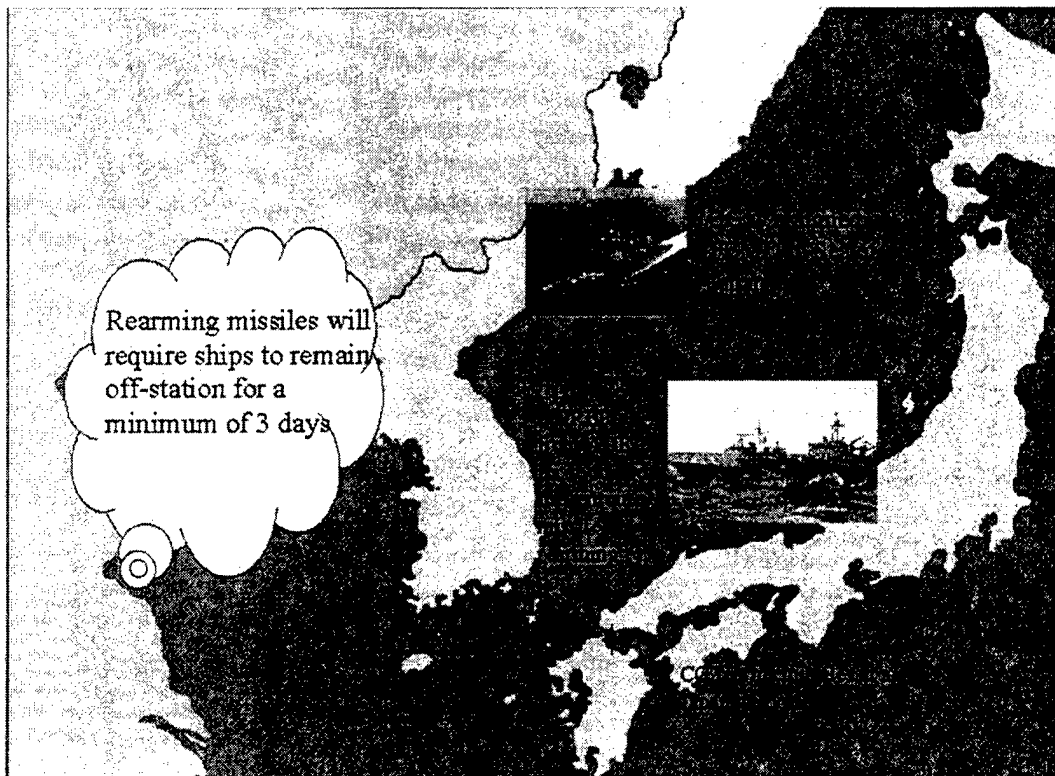 Rearming missiles will
require ships to remain
off-station for a
minimum of 3 days